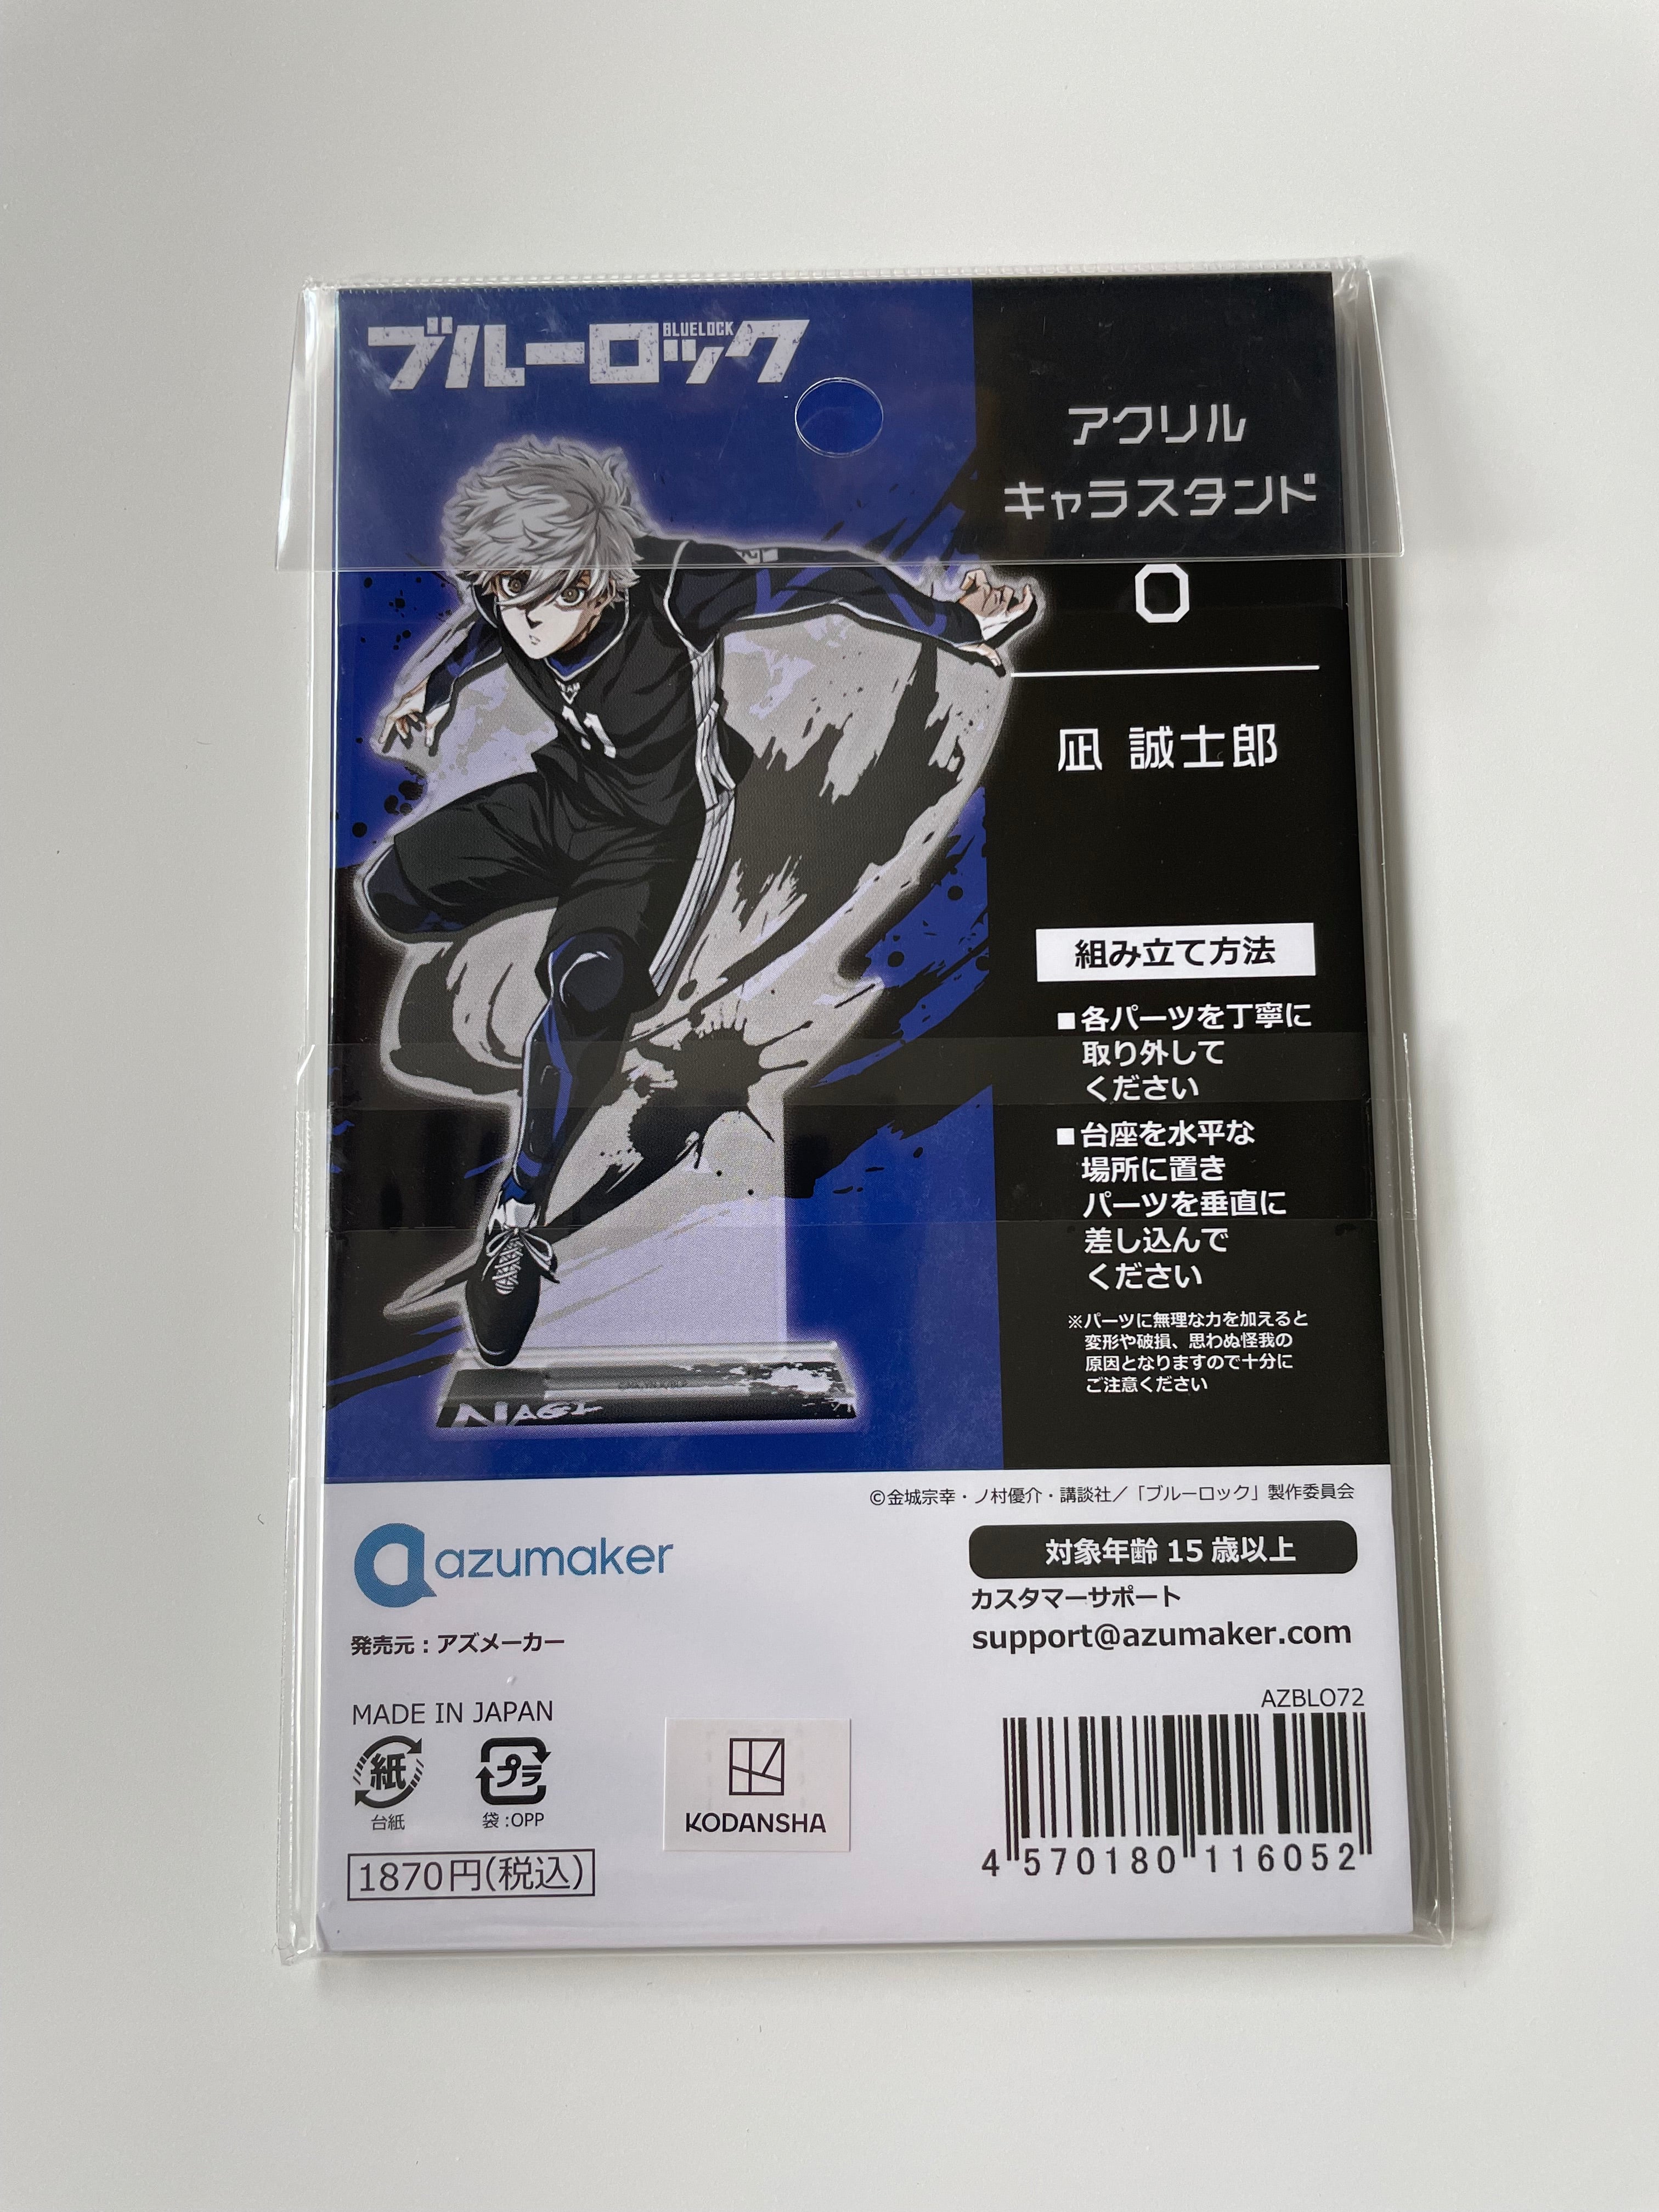 ブルーロック
BLUELOCK
アクリル
キャラスタンド
O
凪 誠士郎
組み立て方法
■各パーツを丁寧に
取り外して
ください
■台座を水平な
場所に置き
パーツを垂直に
差し込んで
ください
※パーツに無理な力を加えると
変形や破損、思わぬ怪我の
原因となりますので十分に
ご注意ください
11
NAGI
©金城宗幸・ノ村優介・講談社／「ブルーロック」製作委員会
azumaker
対象年齢 15 歳以上
カスタマーサポート
support@azumaker.com
発売元：アズメーカー
MADE IN JAPAN
紙
台紙
プラ
袋:OPP
1870円(税込)
KODANSHA
AZBLO72
4 570180 116052